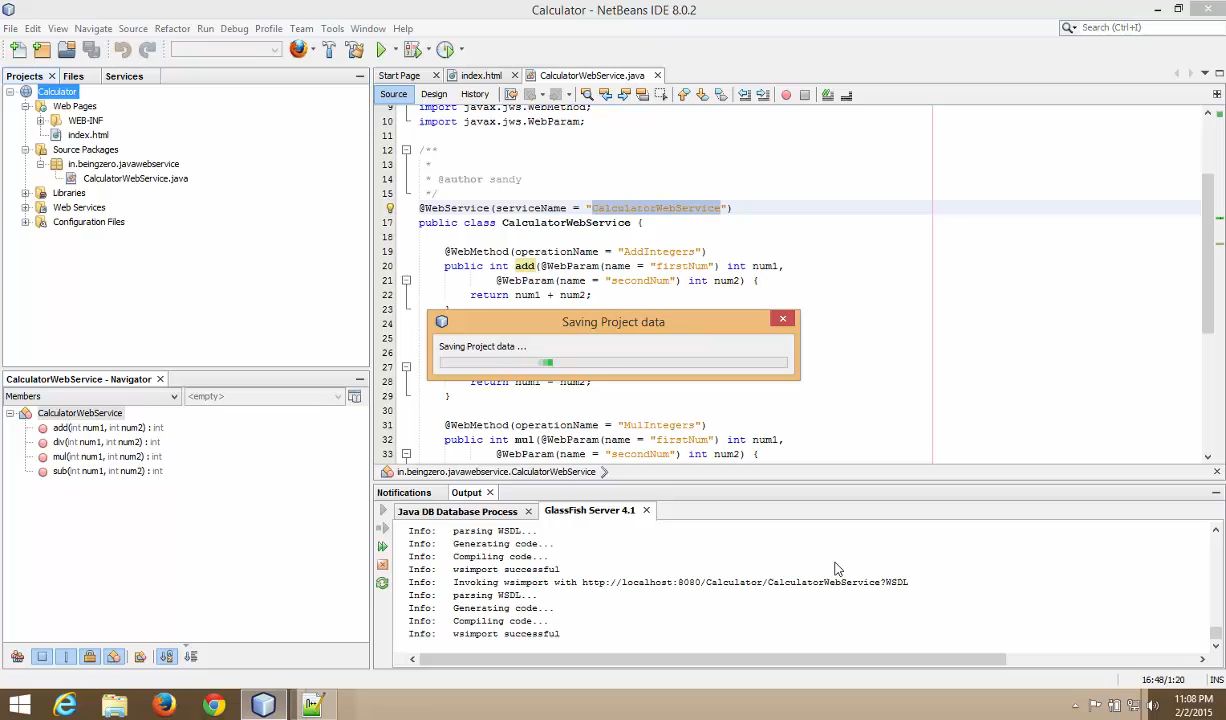 Calculator - NetBeans IDE 8.0.2
File Edit View Navigate Source Refactor Run Debug Profile Team Tools Window Help
Search (Ctrl+I)
Projects Files Services
Calculator
Web Pages
WEB-INF
index.html
Source Packages
in.beingzero.javawebservice
CalculatorWebService.java
Libraries
Web Services
Configuration Files
CalculatorWebService - Navigator
Members <empty>
CalculatorWebService
add(int num1, int num2) : int
div(int num1, int num2) : int
mul(int num1, int num2) : int
sub(int num1, int num2) : int
Start Page index.html CalculatorWebService.java
Source Design History
9 import javax.jws.WebMethod;
10 import javax.jws.WebParam;
11
12 /**
13 *
14 * @author sandy
15 */
@WebService(serviceName = "CalculatorWebService")
17 public class CalculatorWebService {
18
19 @WebMethod(operationName = "AddIntegers")
20 public int add(@WebParam(name = "firstNum") int num1,
21 @WebParam(name = "secondNum") int num2) {
22 return num1 + num2;
23
24
25
26
27
28 return num1 - num2;
29 }
30
31 @WebMethod(operationName = "MulIntegers")
32 public int mul(@WebParam(name = "firstNum") int num1,
33 @WebParam(name = "secondNum") int num2) {
Saving Project data
Saving Project data ...
in.beingzero.javawebservice.CalculatorWebService
Notifications Output
Java DB Database Process GlassFish Server 4.1
Info: parsing WSDL...
Info: Generating code...
Info: Compiling code...
Info: wsimport successful
Info: Invoking wsimport with http://localhost:8080/Calculator/CalculatorWebService?WSDL
Info: parsing WSDL...
Info: Generating code...
Info: Compiling code...
Info: wsimport successful
16:48/1:20 INS
11:08 PM
2/2/2015